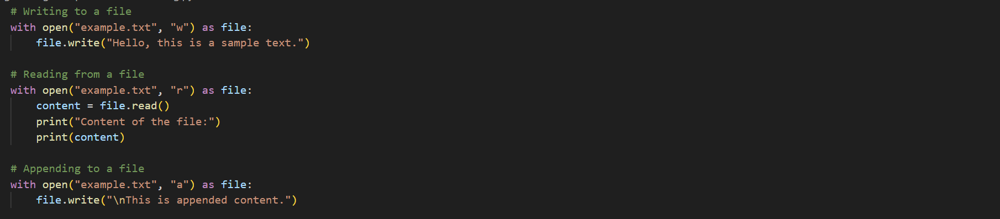 # Writing to a file
with open("example.txt", "w") as file:
    file.write("Hello, this is a sample text.")

# Reading from a file
with open("example.txt", "r") as file:
    content = file.read()
    print("Content of the file:")
    print(content)

# Appending to a file
with open("example.txt", "a") as file:
    file.write("\nThis is appended content.")